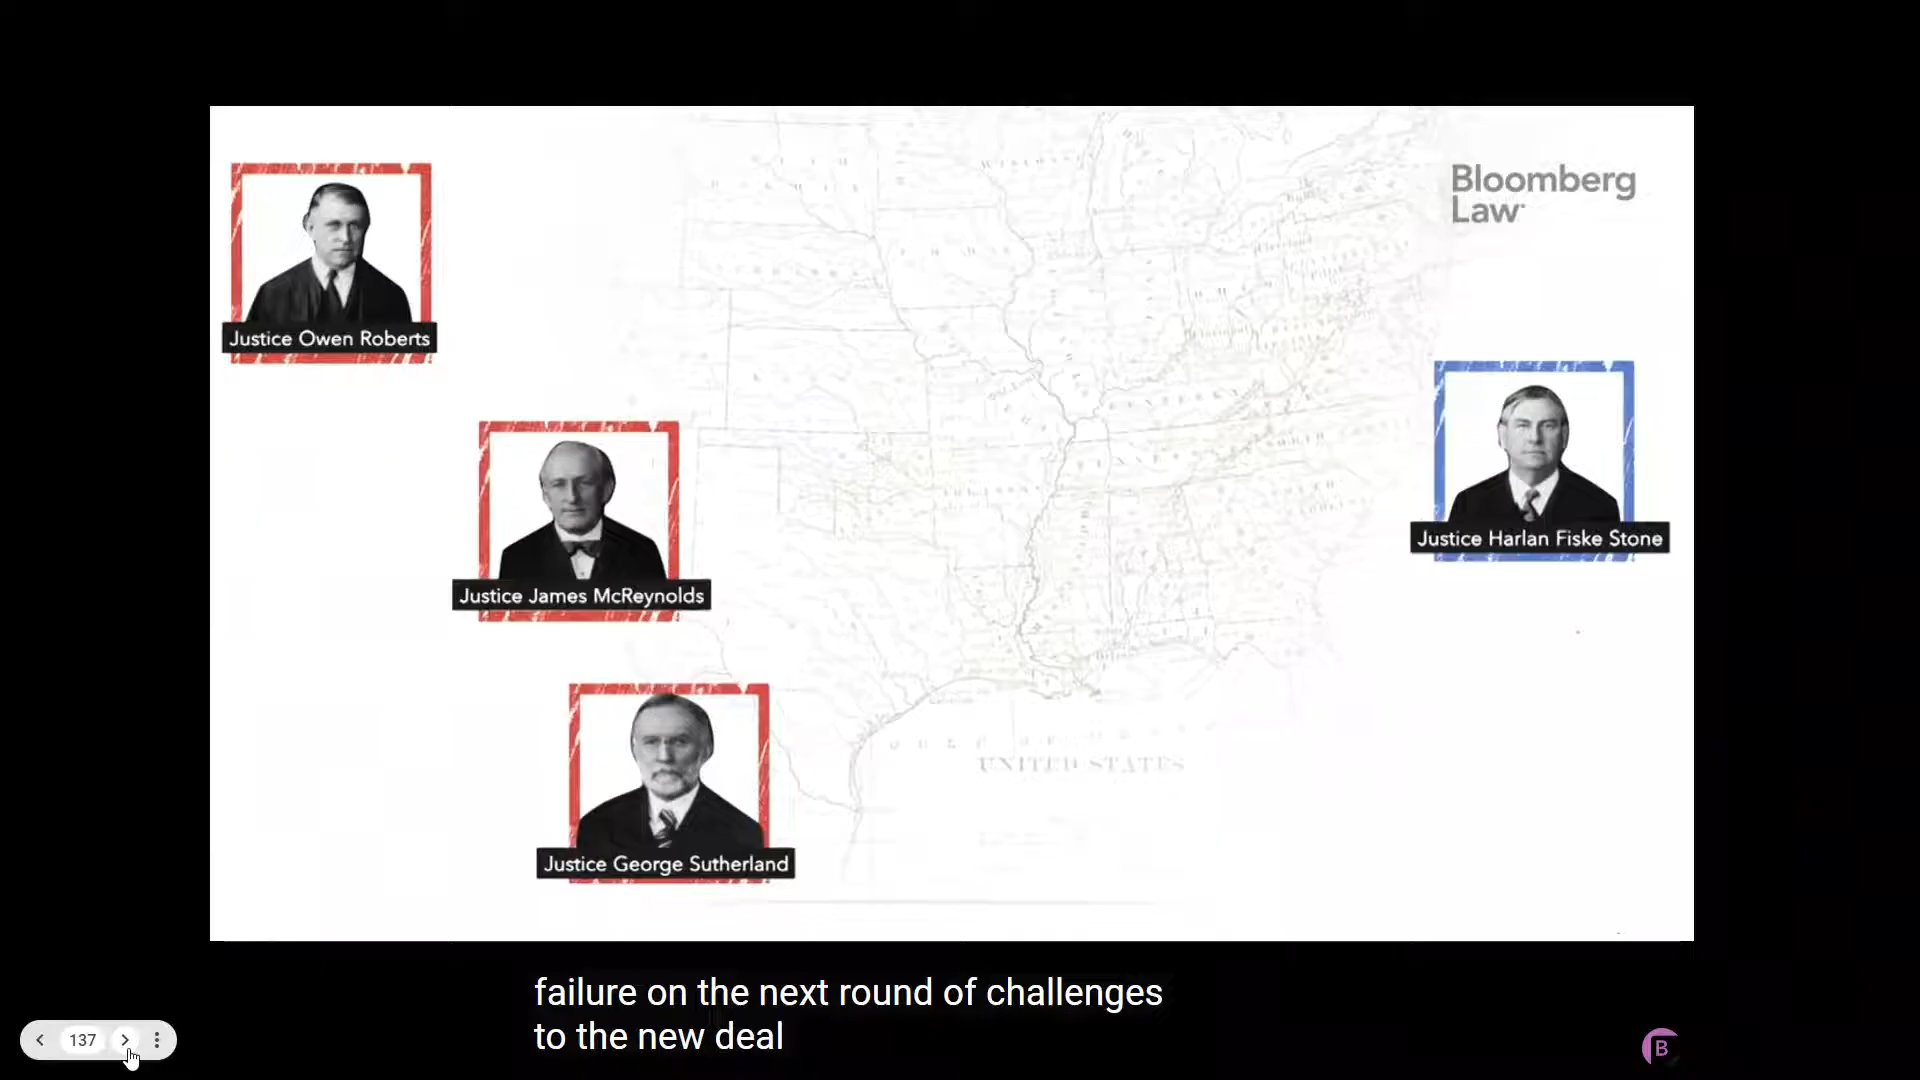 Bloomberg
Law
Justice Owen Roberts
Justice Harlan Fiske Stone
Justice James McReynolds
UNITED STATES
Justice George Sutherland
failure on the next round of challenges
to the new deal
137
B